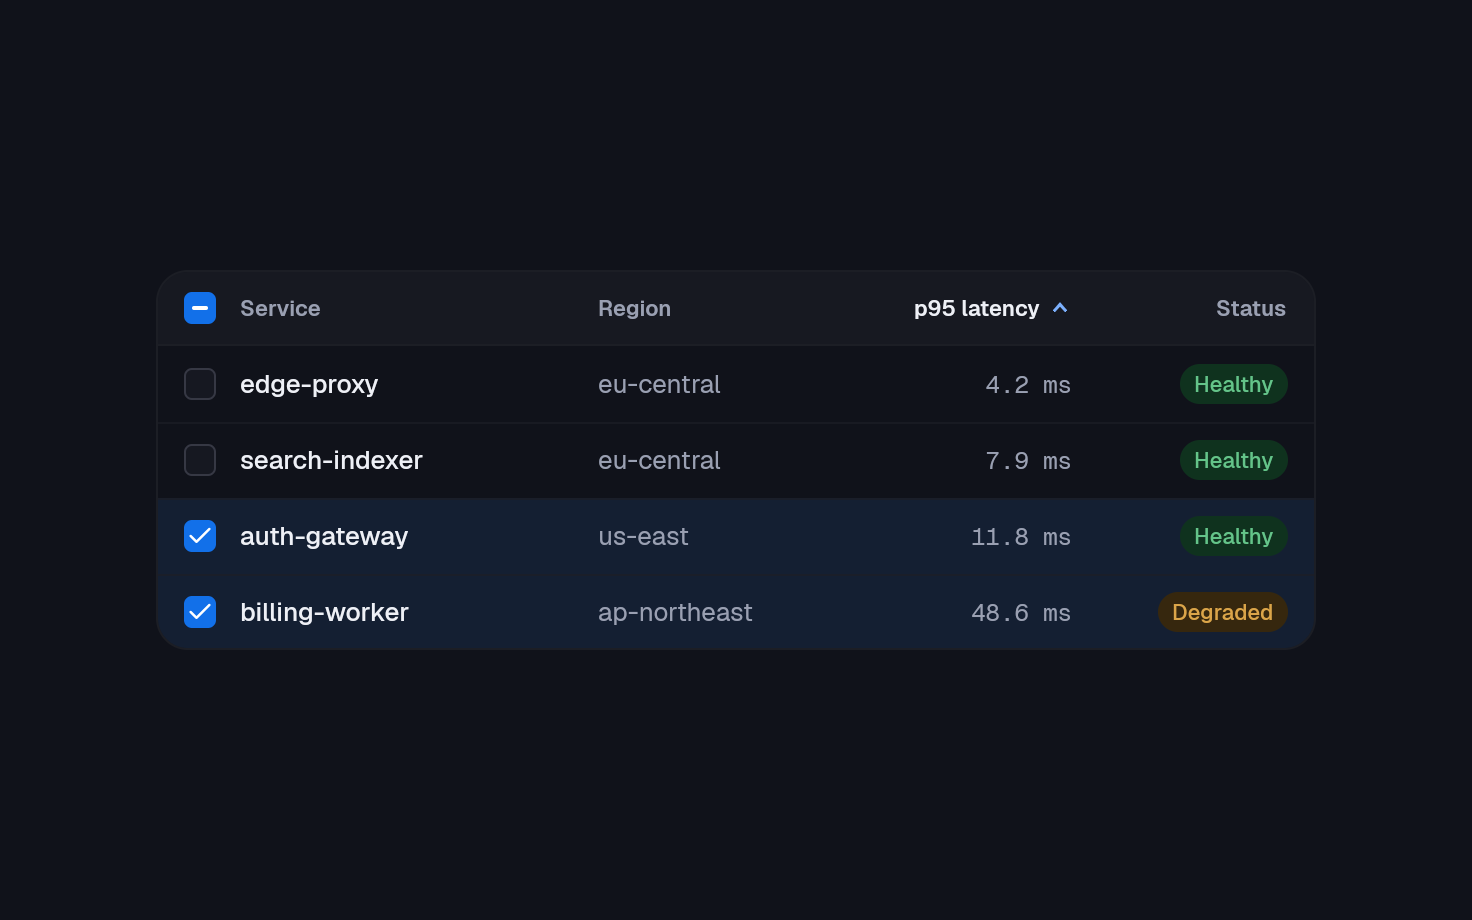 Service Region p95 latency Status
edge-proxy eu-central 4.2 ms Healthy
search-indexer eu-central 7.9 ms Healthy
auth-gateway us-east 11.8 ms Healthy
billing-worker ap-northeast 48.6 ms Degraded